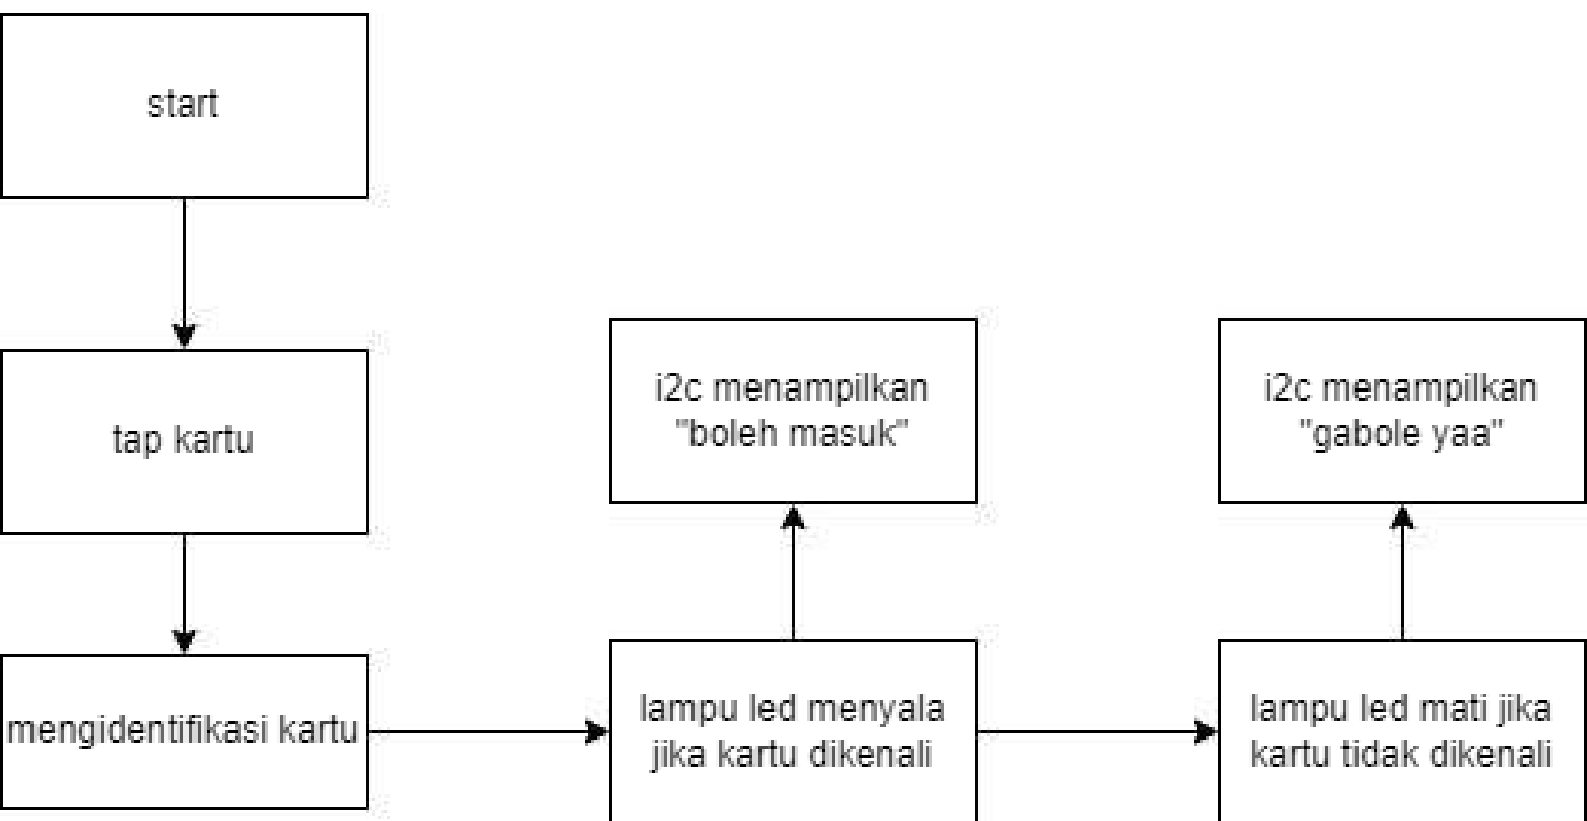 start
tap kartu
mengidentifikasi kartu
i2c menampilkan
"boleh masuk"
lampu led menyala
jika kartu dikenali
i2c menampilkan
"gabole yaa"
lampu led mati jika
kartu tidak dikenali